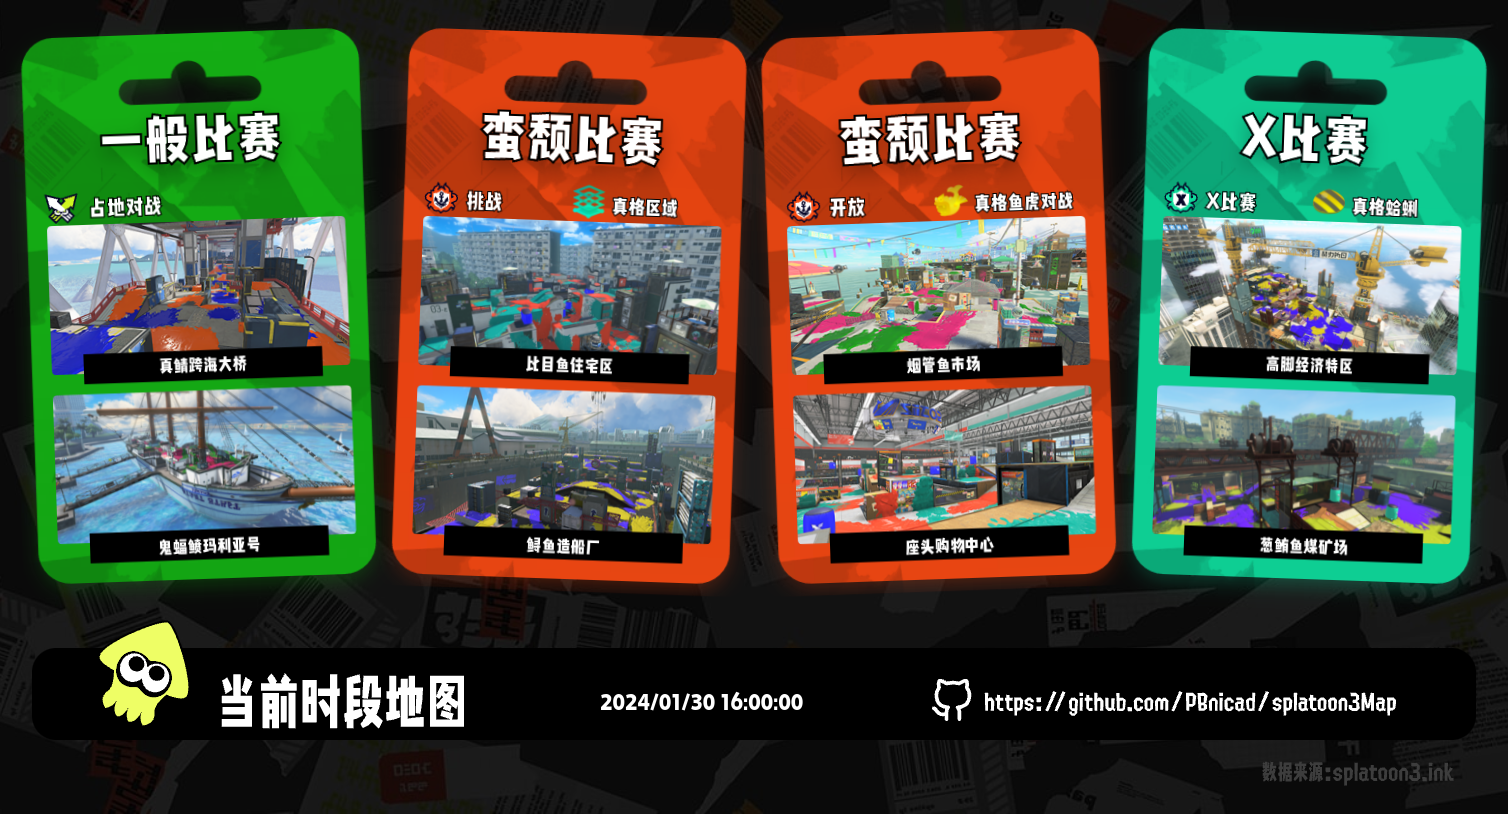 一般比赛
占地对战
真鲭跨海大桥
鬼蝠鲼玛利亚号
蛮颓比赛
挑战
真格区域
比目鱼住宅区
鲟鱼造船厂
蛮颓比赛
开放
真格鱼虎对战
烟管鱼市场
座头购物中心
X比赛
X比赛
真格蛤蜊
高脚经济特区
葱鲔鱼煤矿场
当前时段地图
2024/01/30 16:00:00
https://github.com/PBnicad/splatoon3Map
数据来源:splatoon3.ink